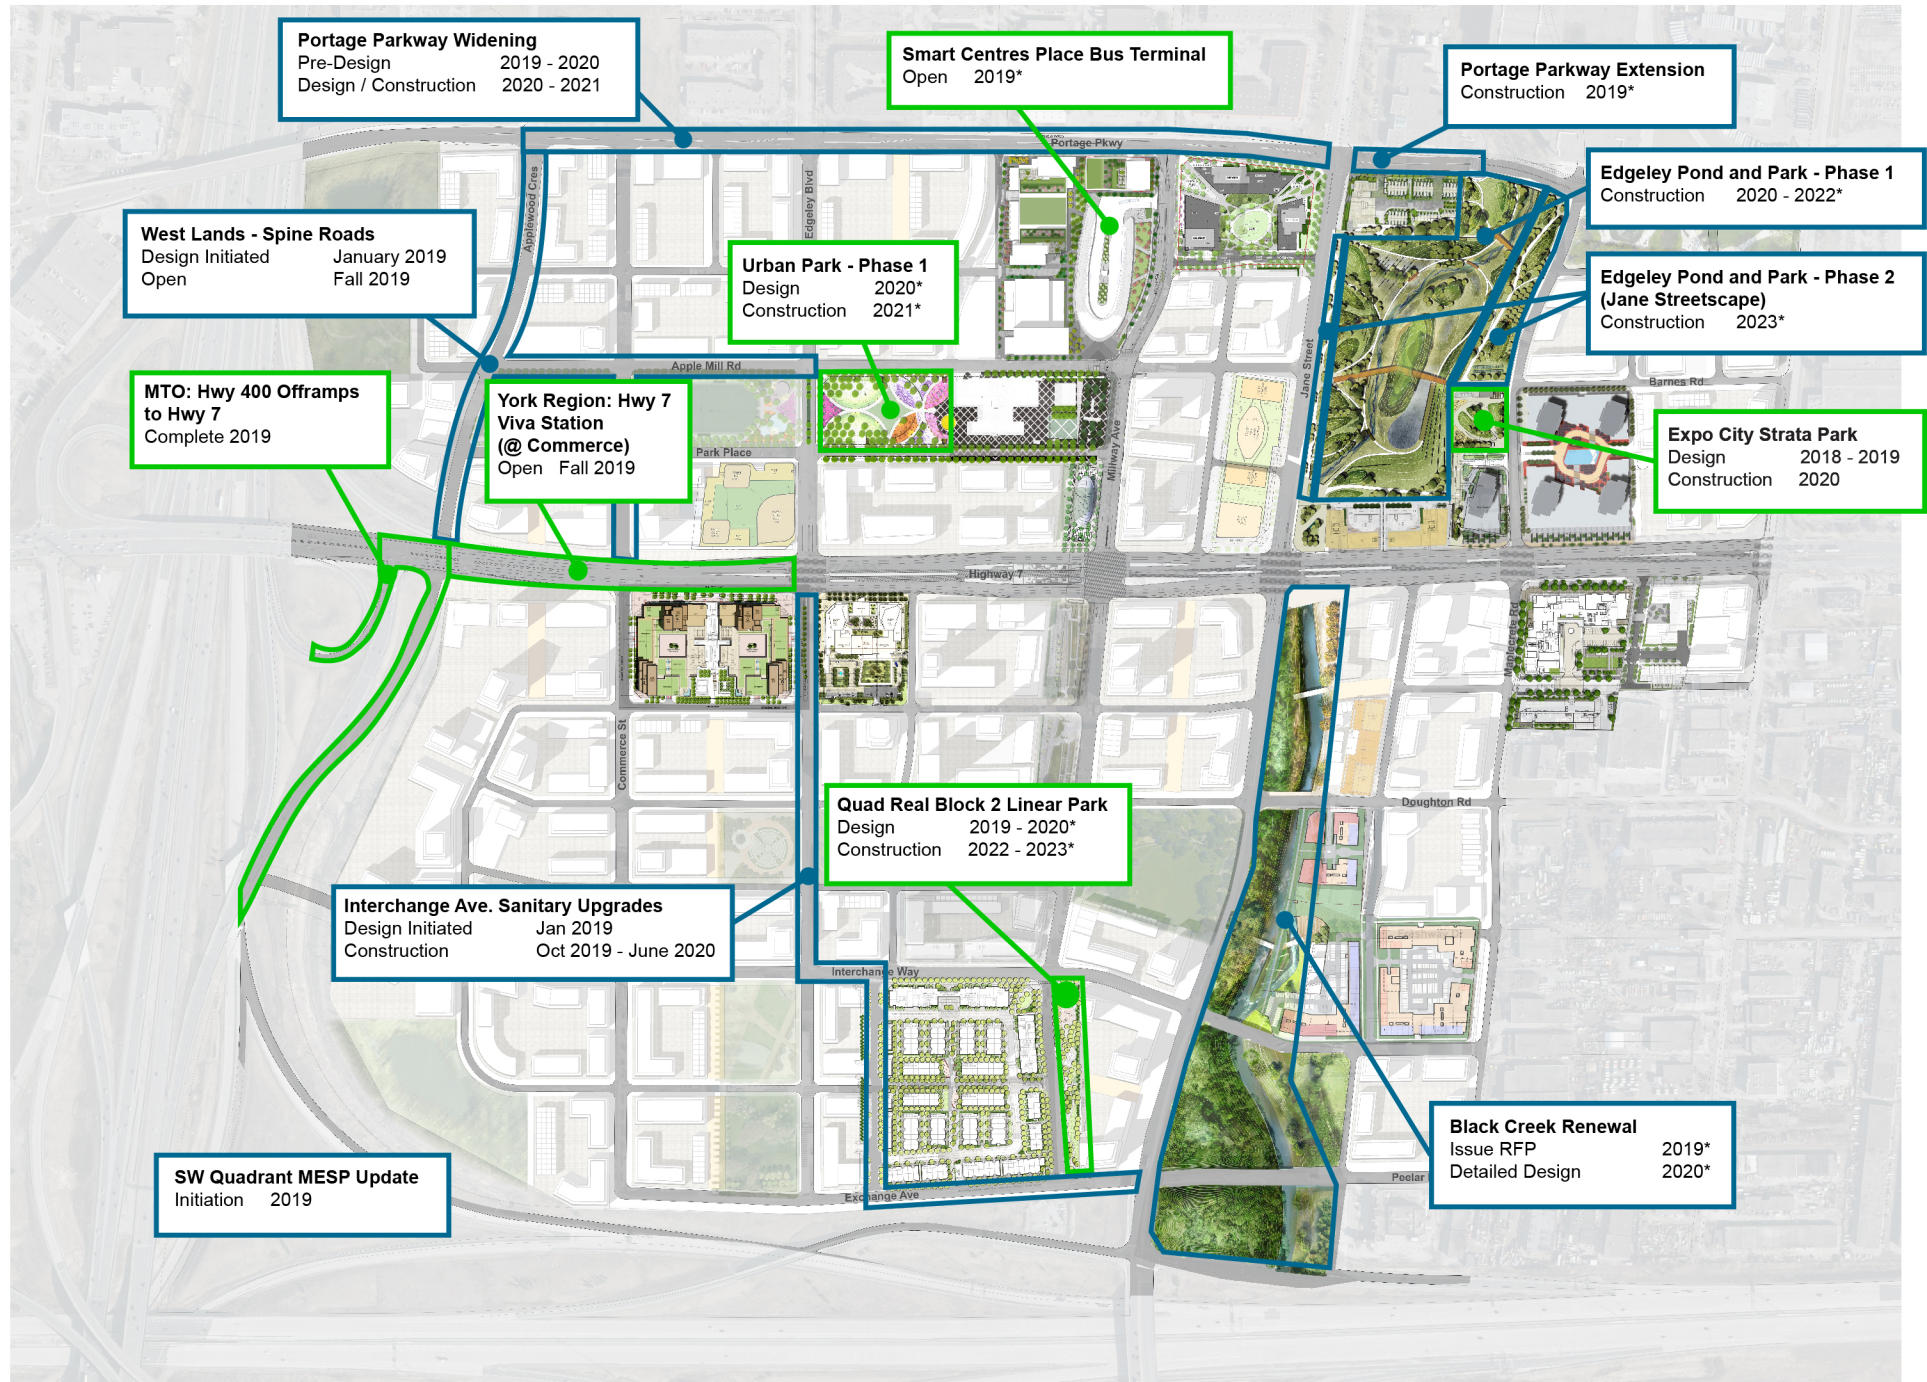 Portage Parkway Widening
Pre-Design 2019 - 2020
Design / Construction 2020 - 2021
Smart Centres Place Bus Terminal
Open 2019*
Portage Parkway Extension
Construction 2019*
Portage Pkwy
Edgeley Pond and Park - Phase 1
Construction 2020 - 2022*
Applewood Cres
Edgeley Blvd
West Lands - Spine Roads
Design Initiated January 2019
Open Fall 2019
Urban Park - Phase 1
Design 2020*
Construction 2021*
Edgeley Pond and Park - Phase 2
(Jane Streetscape)
Construction 2023*
Jane Street
Apple Mill Rd
Barnes Rd
MTO: Hwy 400 Offramps
to Hwy 7
Complete 2019
York Region: Hwy 7
Viva Station
(@ Commerce)
Open Fall 2019
Park Place
Millway Ave
Expo City Strata Park
Design 2018 - 2019
Construction 2020
Highway 7
Maplecrete Rd
Commerce St
Doughton Rd
Quad Real Block 2 Linear Park
Design 2019 - 2020*
Construction 2022 - 2023*
Interchange Ave. Sanitary Upgrades
Design Initiated Jan 2019
Construction Oct 2019 - June 2020
Interchange Way
Black Creek Renewal
Issue RFP 2019*
Detailed Design 2020*
SW Quadrant MESP Update
Initiation 2019
Exchange Ave
Peelar